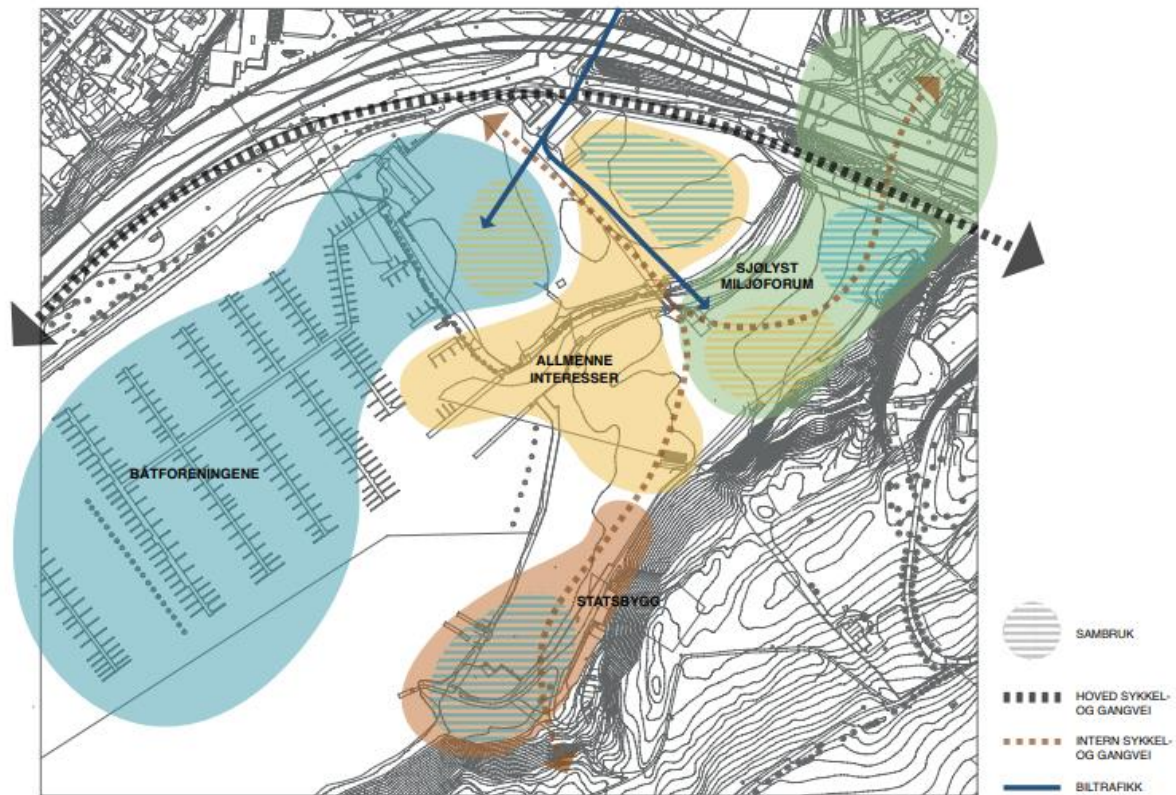 SJØLYST
MILJØFORUM
ALLMENNE
INTERESSER
BÅTFORENINGENE
STATSBYGG
SAMBRUK
HOVED SYKKEL-
OG GANGVEI
INTERN SYKKEL-
OG GANGVEI
BILTRAFIKK